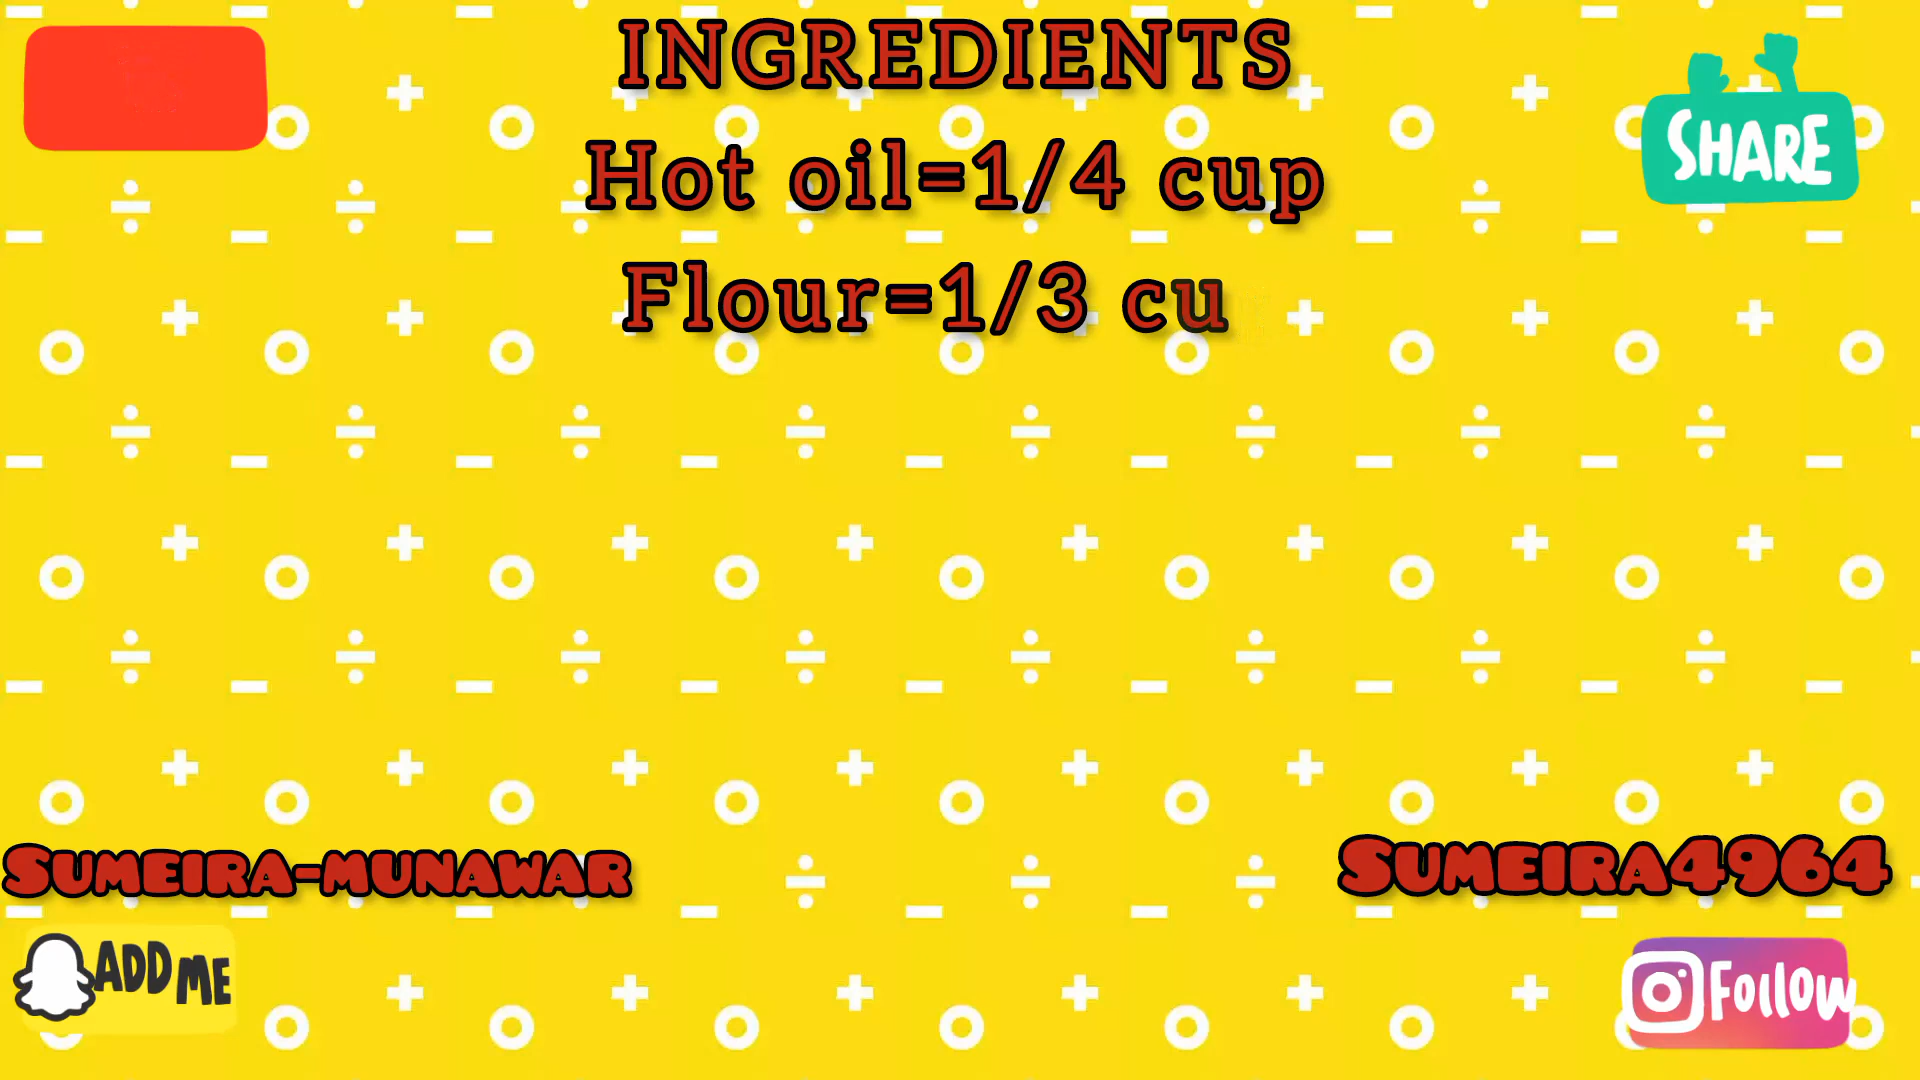 INGREDIENTS
SHARE
Hot oil=1/4 cup
Flour=1/3 cu
SUMEIRA-MUNAWAR
SUMEIRA4964
ADD ME
FOLLOW